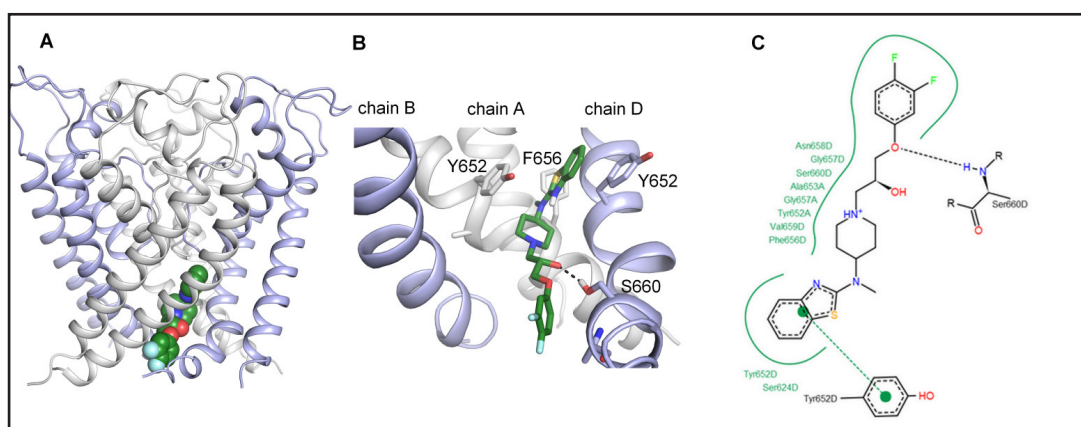 A
B
chain B
chain A
chain D
Y652
F656
Y652
S660
C
F
F
O
OH
HN+
N
N
S
H
N
R
R
O
Ser660D
Asn658D
Gly657D
Ser660D
Ala653A
Gly657A
Tyr652A
Val659D
Phe656D
Tyr652D
Ser624D
Tyr652D
HO